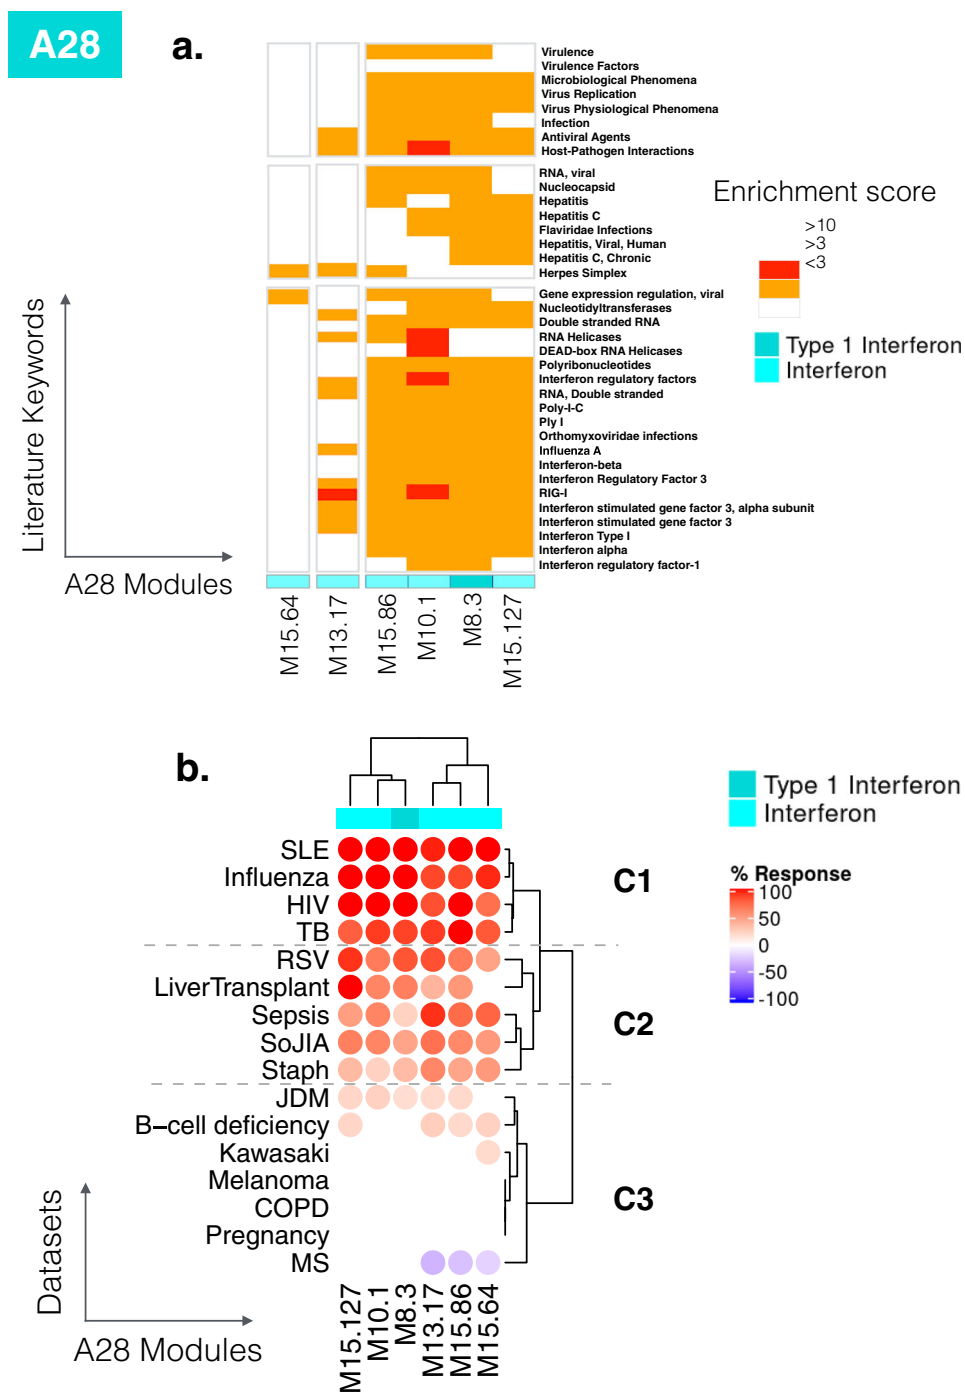 A28
a.
Virulence
Virulence Factors
Microbiological Phenomena
Virus Replication
Virus Physiological Phenomena
Infection
Antiviral Agents
Host-Pathogen Interactions
RNA, viral
Nucleocapsid
Hepatitis
Hepatitis C
Flaviridae Infections
Hepatitis, Viral, Human
Hepatitis C, Chronic
Herpes Simplex
Gene expression regulation, viral
Nucleotidyltransferases
Double stranded RNA
RNA Helicases
DEAD-box RNA Helicases
Polyribonucleotides
Interferon regulatory factors
RNA, Double stranded
Poly-I-C
Ply I
Orthomyxoviridae infections
Influenza A
Interferon-beta
Interferon Regulatory Factor 3
RIG-I
Interferon stimulated gene factor 3, alpha subunit
Interferon stimulated gene factor 3
Interferon Type I
Interferon alpha
Interferon regulatory factor-1
Enrichment score
>10
>3
<3
Type 1 Interferon
Interferon
Literature Keywords
A28 Modules
M15.64
M13.17
M15.86
M10.1
M8.3
M15.127
b.
Type 1 Interferon
Interferon
% Response
100
50
0
-50
-100
SLE
Influenza
HIV
TB
RSV
LiverTransplant
Sepsis
SoJIA
Staph
JDM
B−cell deficiency
Kawasaki
Melanoma
COPD
Pregnancy
MS
C1
C2
C3
Datasets
A28 Modules
M15.127
M10.1
M8.3
M13.17
M15.86
M15.64